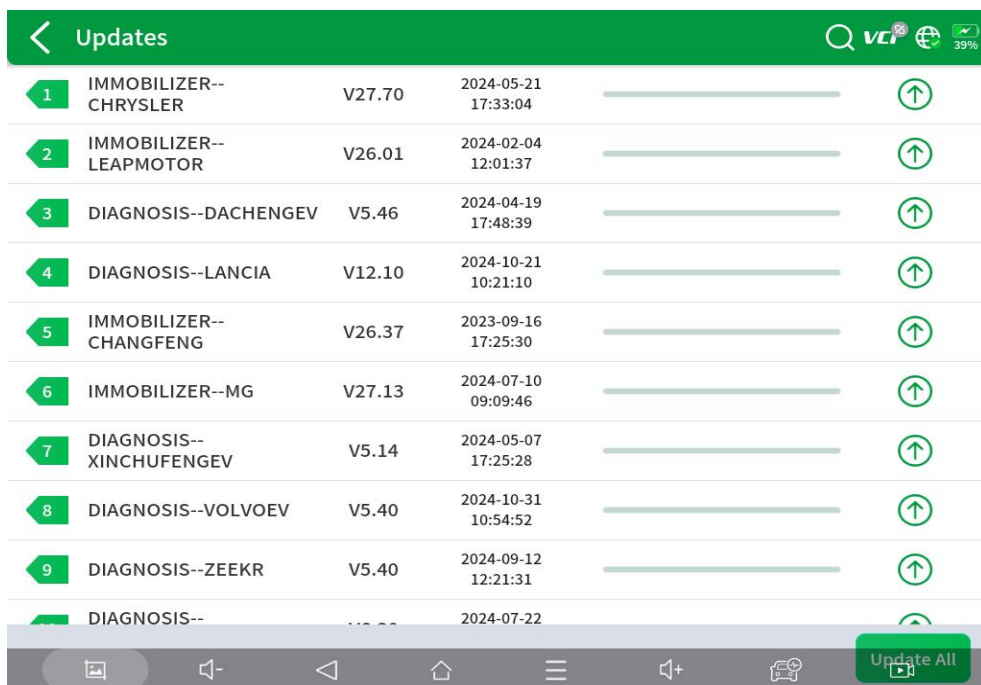 Updates
VCI
39%
1 IMMOBILIZER-- V27.70 2024-05-21
CHRYSLER 17:33:04
2 IMMOBILIZER-- V26.01 2024-02-04
LEAPMOTOR 12:01:37
3 DIAGNOSIS--DACHENGEV V5.46 2024-04-19
17:48:39
4 DIAGNOSIS--LANCIA V12.10 2024-10-21
10:21:10
5 IMMOBILIZER-- V26.37 2023-09-16
CHANGFENG 17:25:30
6 IMMOBILIZER--MG V27.13 2024-07-10
09:09:46
7 DIAGNOSIS-- V5.14 2024-05-07
XINCHUFENGEV 17:25:28
8 DIAGNOSIS--VOLVOEV V5.40 2024-10-31
10:54:52
9 DIAGNOSIS--ZEEKR V5.40 2024-09-12
12:21:31
DIAGNOSIS-- 2024-07-22
Update All